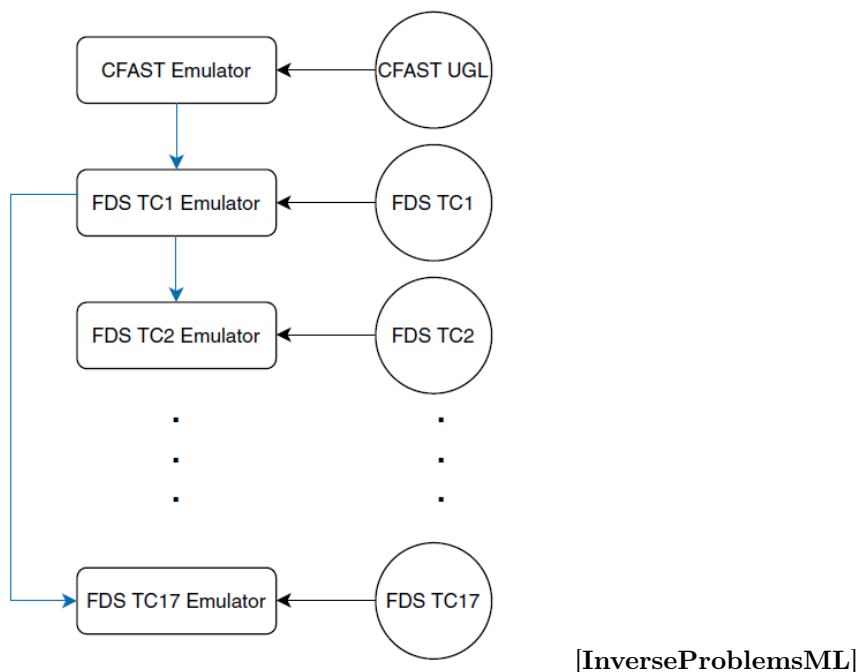 CFAST Emulator
CFAST UGL
FDS TC1 Emulator
FDS TC1
FDS TC2 Emulator
FDS TC2
FDS TC17 Emulator
FDS TC17
[InverseProblemsML]